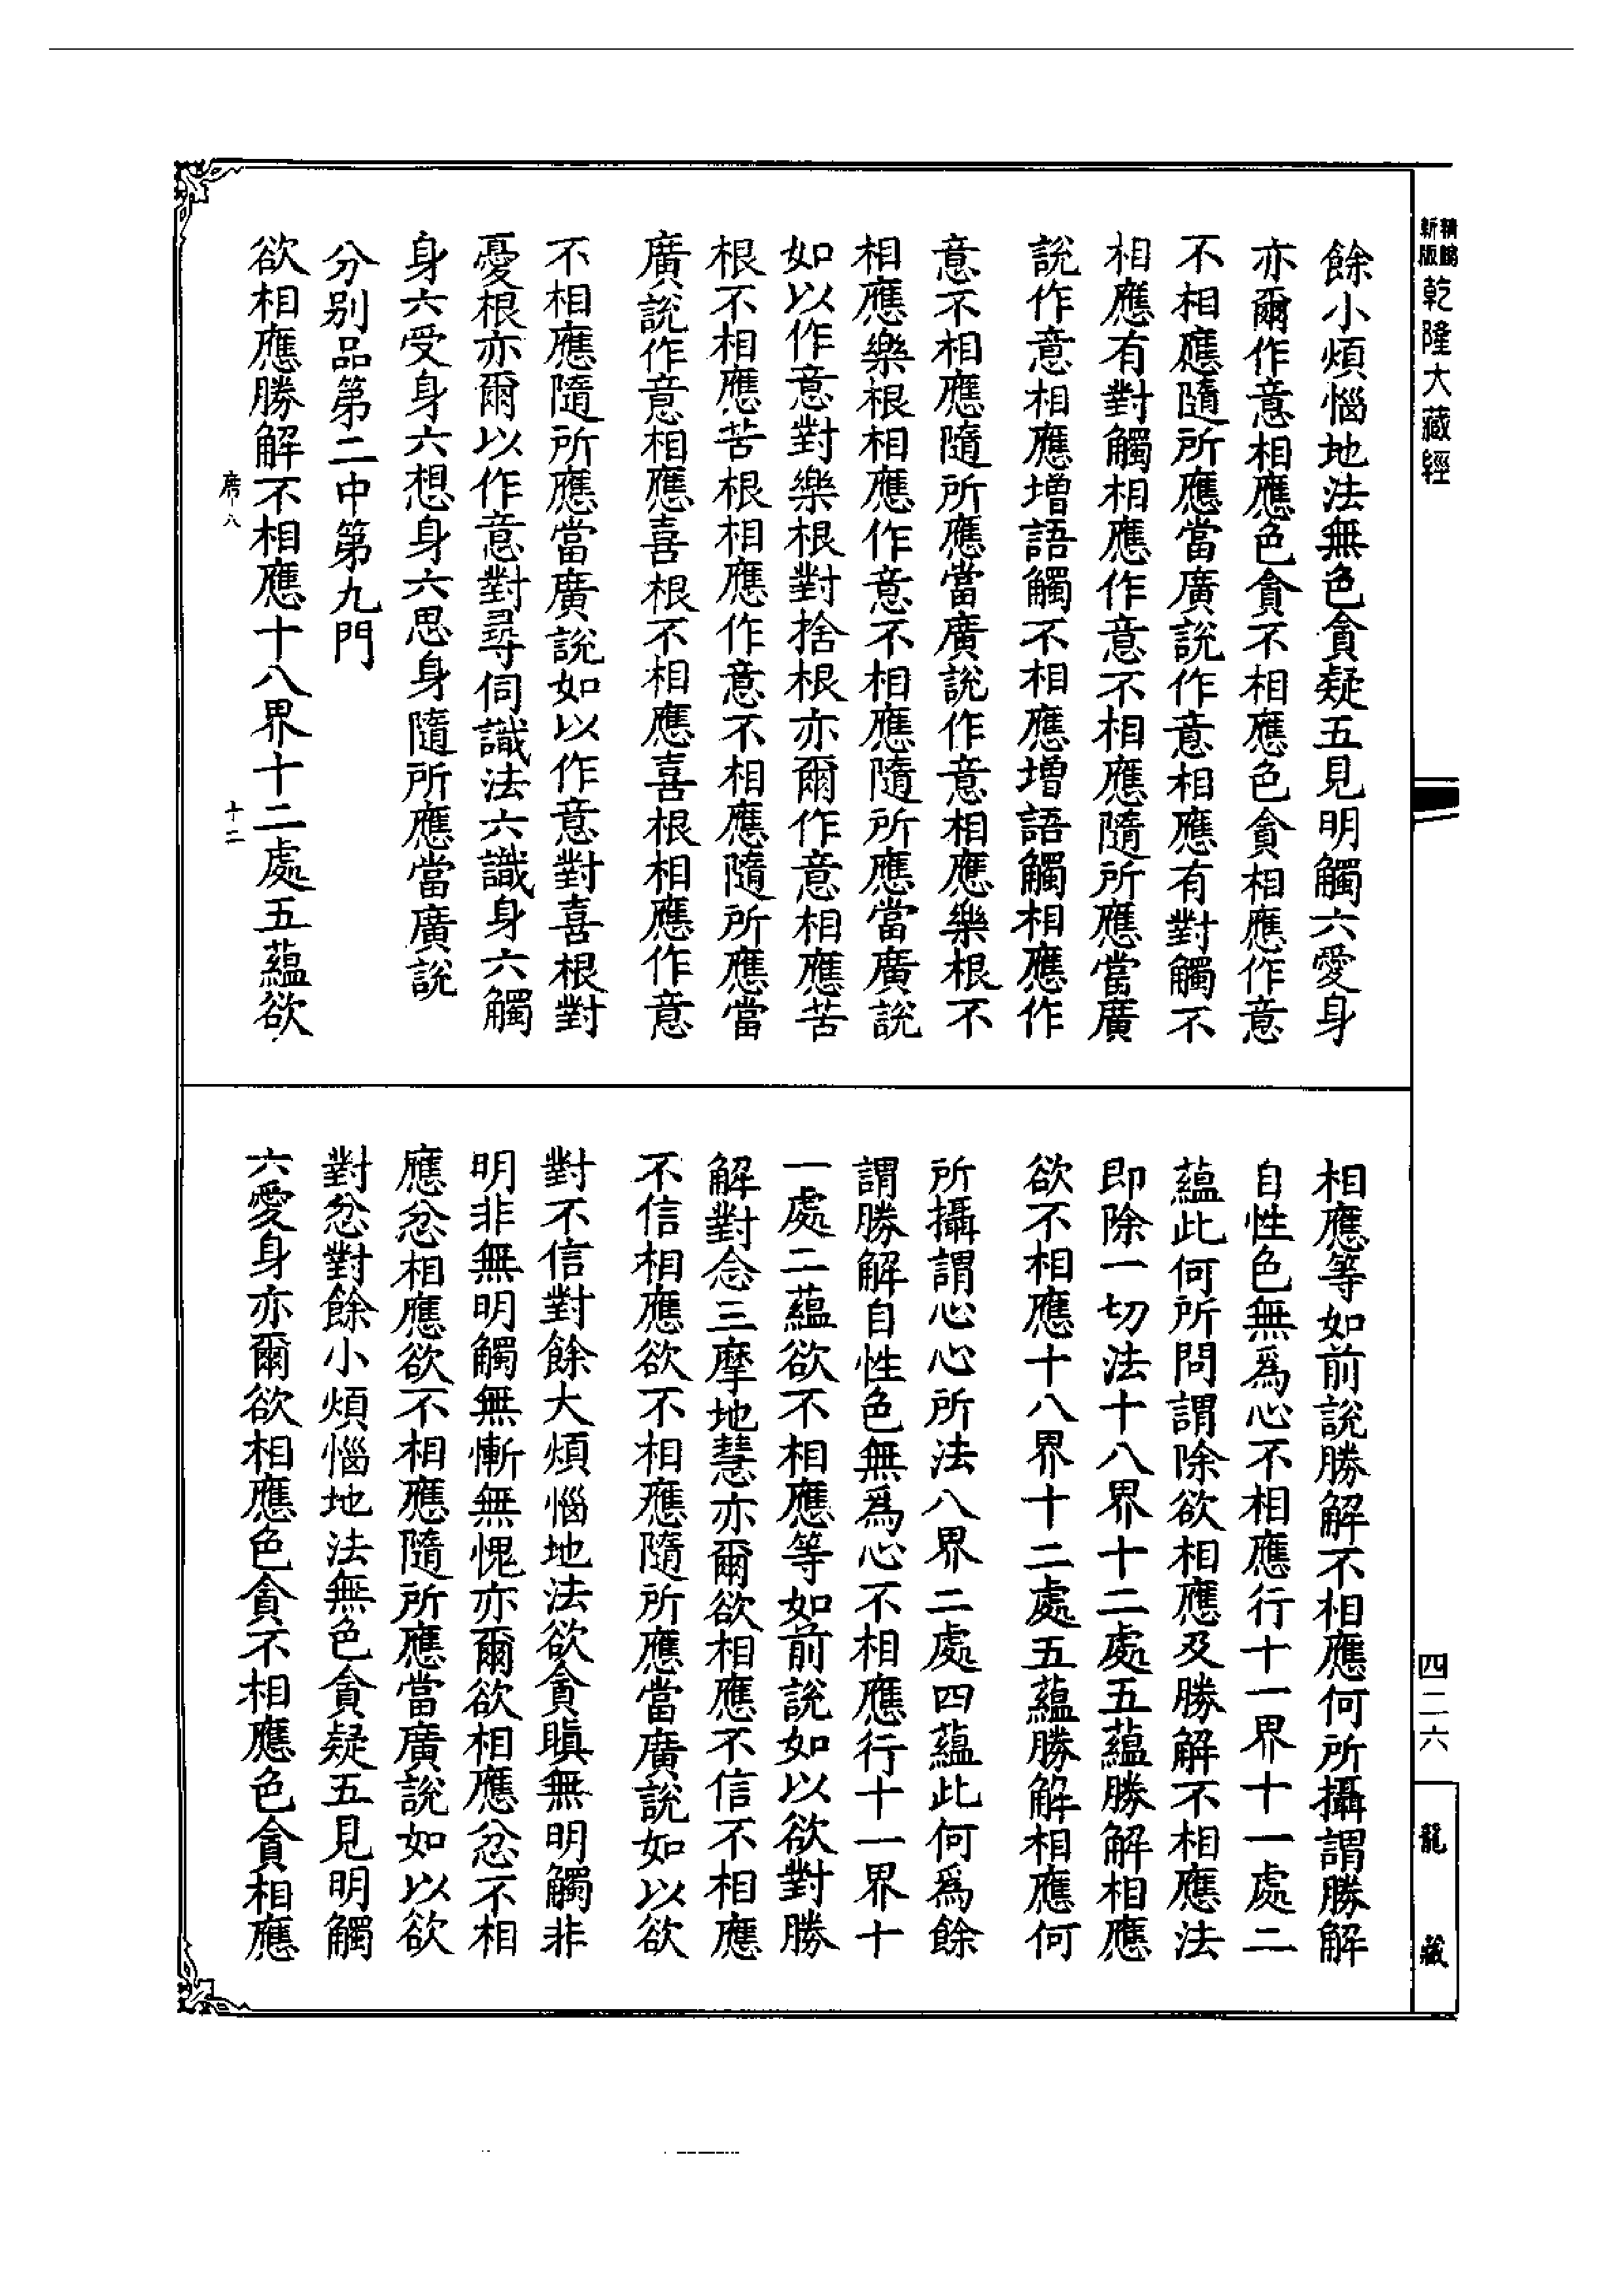 新版精縮乾隆大藏經
餘小煩惱地法無色貪疑五見明觸六愛身
亦爾作意相應色貪不相應色貪相應作意
不相應隨所應當廣說作意相應有對觸不
相應有對觸相應作意不相應隨所應當廣
說作意相應增語觸不相應增語觸相應作
意不相應隨所應當廣說作意相應樂根不
相應樂根相應作意不相應隨所應當廣說
如以作意對樂根對捨根亦爾作意相應苦
根不相應苦根相應作意不相應隨所應當
廣說作意相應喜根不相應喜根相應作意
不相應隨所應當廣說如以作意對喜根對
憂根亦爾以作意對尋伺識法六識身六觸
身六受身六想身六思身隨所應當廣說
分別品第二中第九門
欲相應勝解不相應十八界十二處五蘊欲
十二
相應等如前說勝解不相應何所攝謂勝解
自性色無為心不相應行十一界十一處二
蘊此何所問謂除欲相應及勝解不相應法
即除一切法十八界十二處五蘊勝解相應
欲不相應十八界十二處五蘊勝解相應何
所攝謂心心所法八界二處四蘊此何為餘
謂勝解自性色無為心不相應行十一界十
一處二蘊欲不相應等如前說如以欲對勝
解對念三摩地慧亦爾欲相應不信不相應
不信相應欲不相應隨所應當廣說如以欲
對不信對餘大煩惱地法欲貪瞋無明觸非
明非無明觸無慚無愧亦爾欲相應忿不相
應忿相應欲不相應隨所應當廣說如以欲
對忿對餘小煩惱地法無色貪疑五見明觸
六愛身亦爾欲相應色貪不相應色貪相應
四二六
龍藏